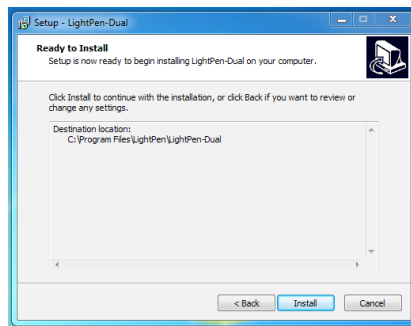 Setup - LightPen-Dual
Ready to Install
Setup is now ready to begin installing LightPen-Dual on your computer.
Click Install to continue with the installation, or click Back if you want to review or
change any settings.
Destination location:
C:\Program Files\LightPen\LightPen-Dual
< Back
Install
Cancel